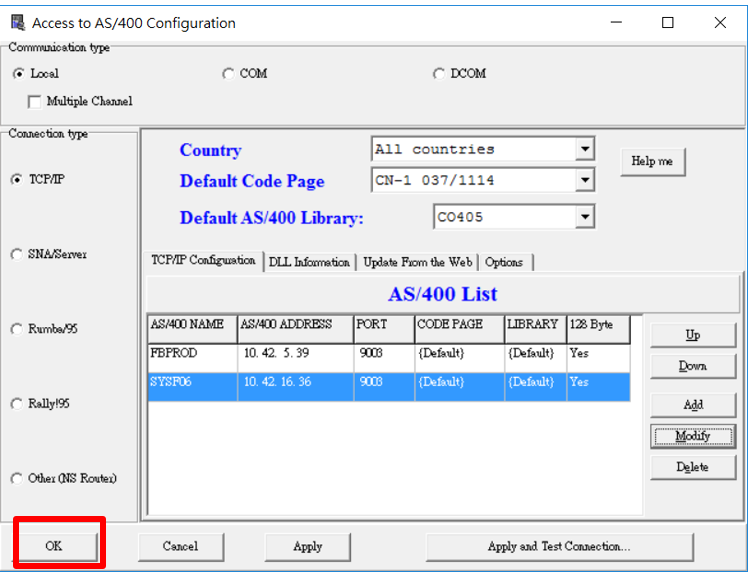 Access to AS/400 Configuration
Communication type
Local COM DCOM
Multiple Channel
Connection type
TCP/IP
SNA/Server
Rumba/95
Rally!95
Other (NS Router)
Country All countries
Help me
Default Code Page CN-1 037/1114
Default AS/400 Library: CO405
TCP/IP Configuration DLL Information Update From the Web Options
AS/400 List
AS/400 NAME AS/400 ADDRESS PORT CODE PAGE LIBRARY 128 Byte
FBPROD 10. 42. 5. 39 9003 {Default} {Default} Yes
SYSF06 10. 42. 16. 36 9003 {Default} {Default} Yes
Up
Down
Add
Modify
Delete
OK Cancel Apply Apply and Test Connection...